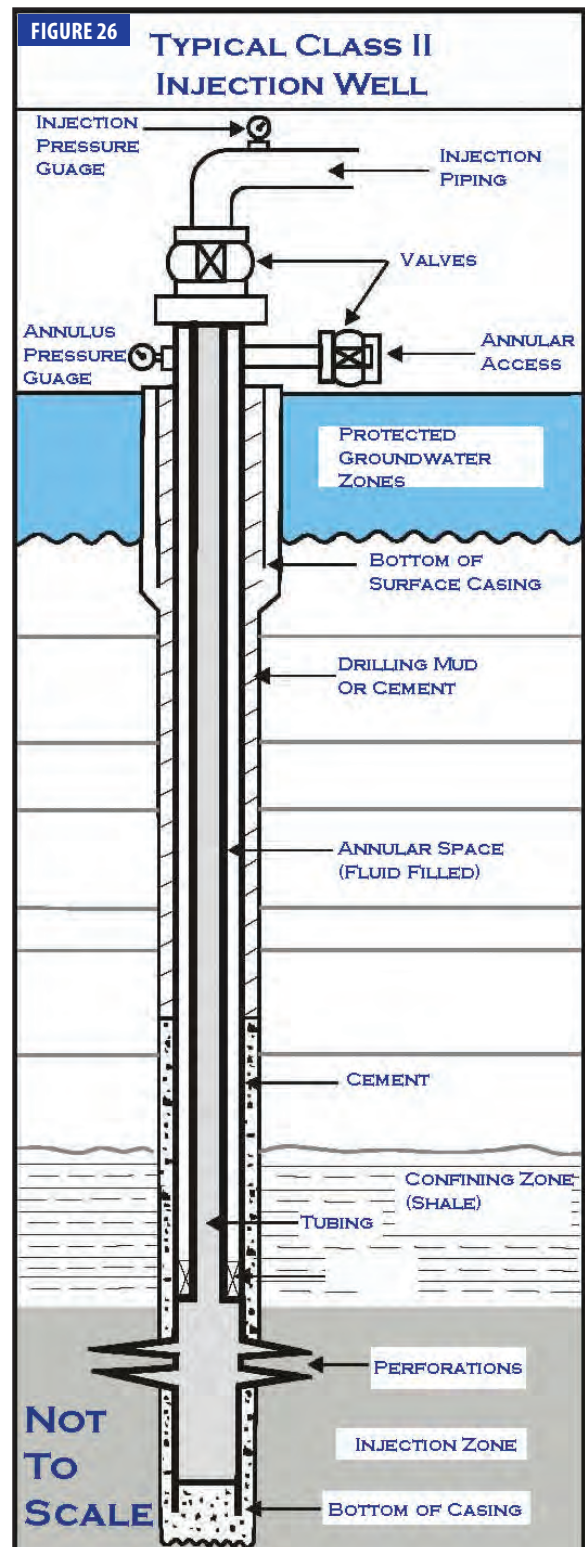 FIGURE 26
TYPICAL CLASS II
INJECTION WELL
INJECTION
PRESSURE
GUAGE
INJECTION
PIPING
VALVES
ANNULUS
PRESSURE
GUAGE
ANNULAR
ACCESS
PROTECTED
GROUNDWATER
ZONES
BOTTOM OF
SURFACE CASING
DRILLING MUD
OR CEMENT
ANNULAR SPACE
(FLUID FILLED)
CEMENT
CONFINING ZONE
(SHALE)
TUBING
PERFORATIONS
INJECTION ZONE
BOTTOM OF CASING
NOT
TO
SCALE